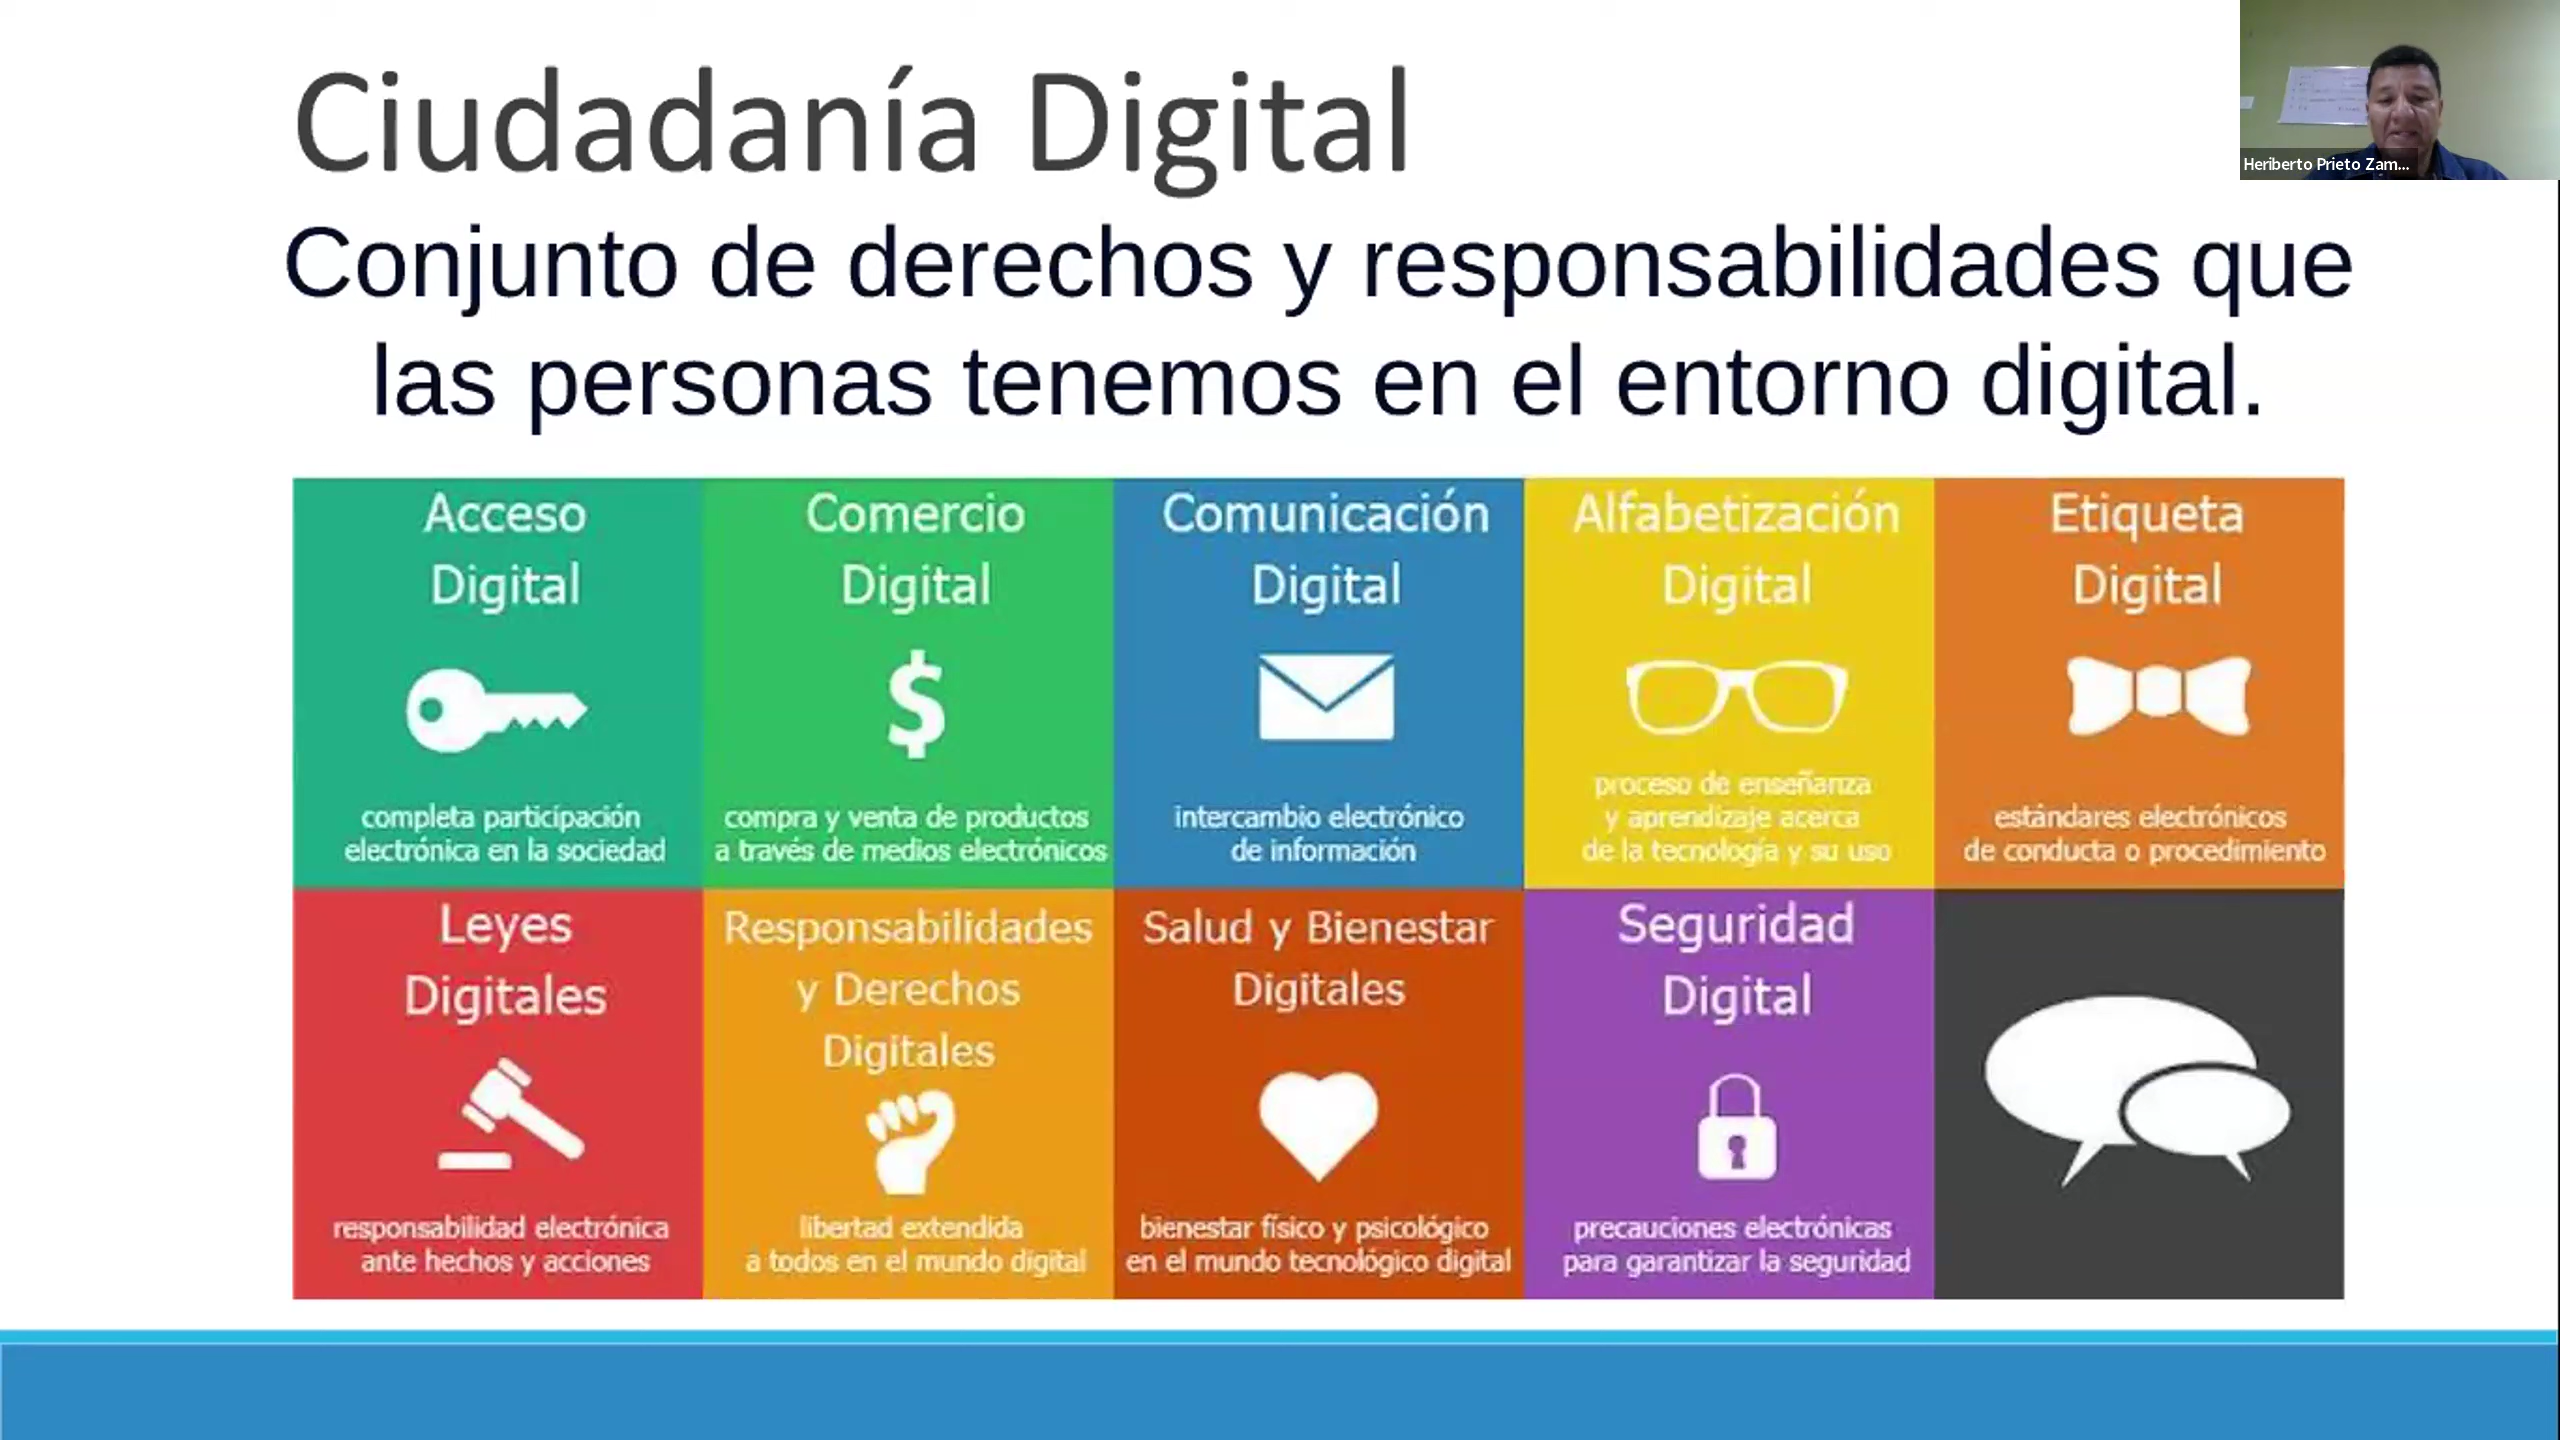 Ciudadanía Digital
Heriberto Prieto Zam...
Conjunto de derechos y responsabilidades que
las personas tenemos en el entorno digital.
Acceso
Digital
completa participación
electrónica en la sociedad
Comercio
Digital
$
compra y venta de productos
a través de medios electrónicos
Comunicación
Digital
intercambio electrónico
de información
Alfabetización
Digital
proceso de enseñanza
y aprendizaje acerca
de la tecnología y su uso
Etiqueta
Digital
estándares electrónicos
de conducta o procedimiento
Leyes
Digitales
responsabilidad electrónica
ante hechos y acciones
Responsabilidades
y Derechos
Digitales
libertad extendida
a todos en el mundo digital
Salud y Bienestar
Digitales
bienestar físico y psicológico
en el mundo tecnológico digital
Seguridad
Digital
precauciones electrónicas
para garantizar la seguridad